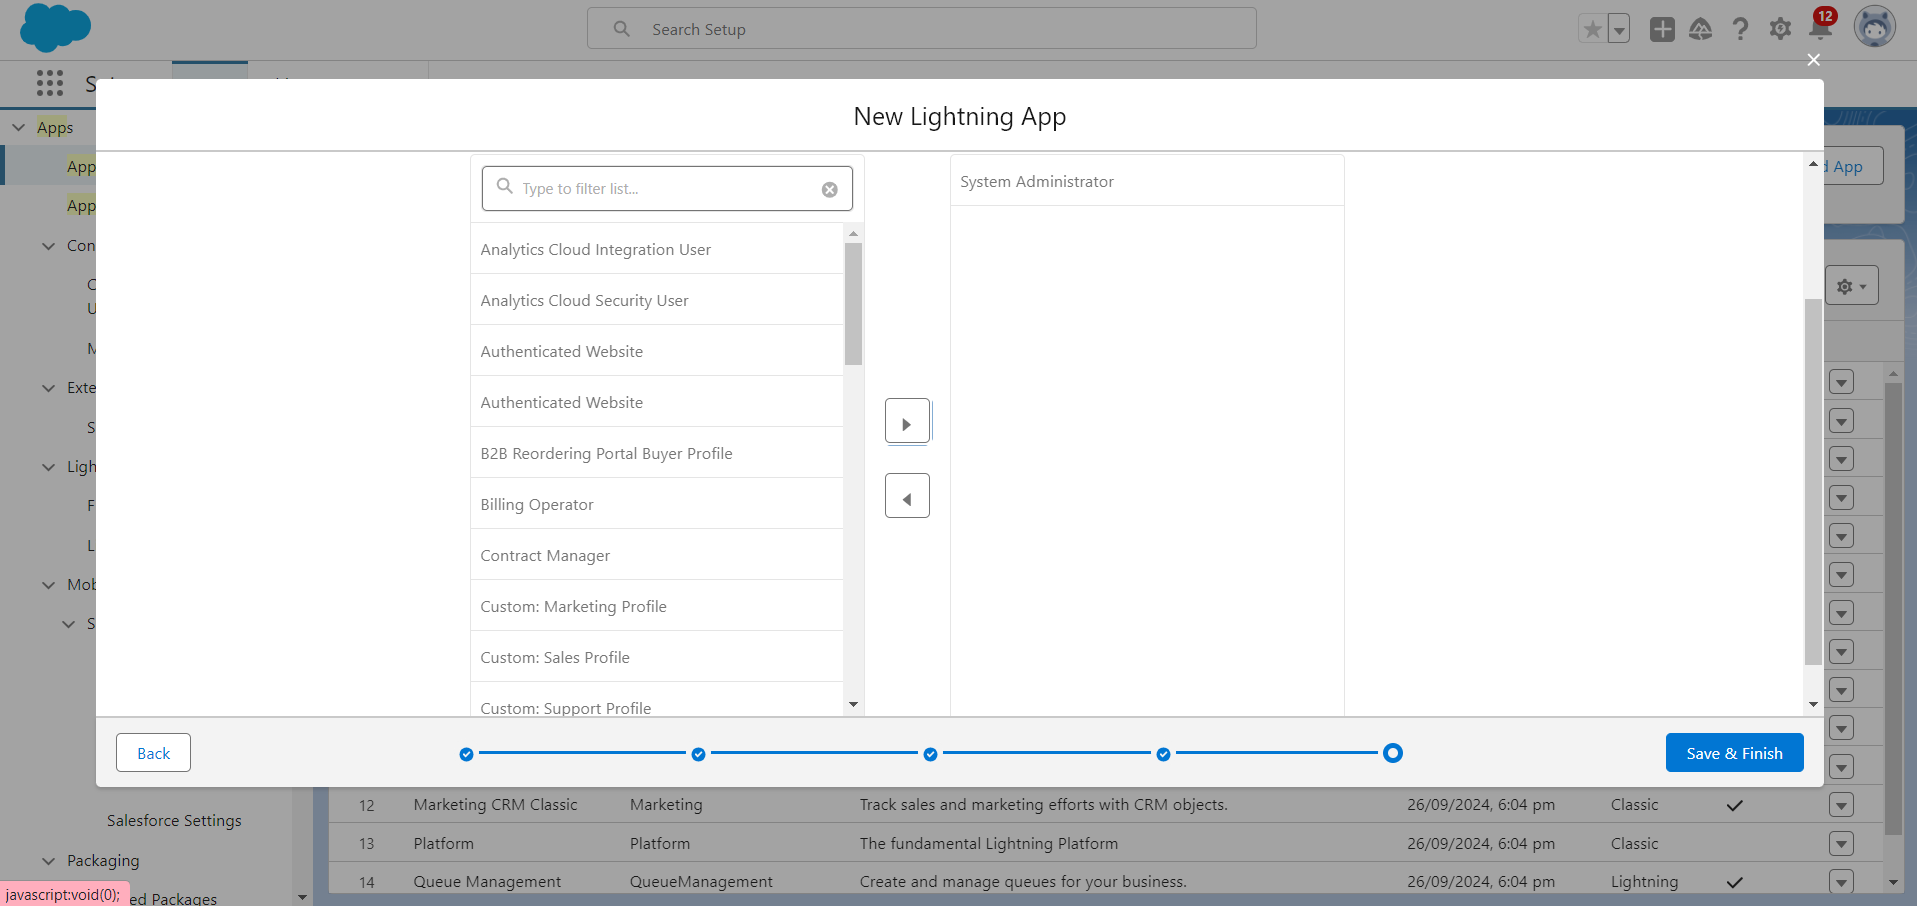 Search Setup
12
New Lightning App
Apps
App
App
Con
C
U
M
Exte
S
Ligh
F
L
Mob
S
Salesforce Settings
Packaging
ed Packages
javascript:void(0);
Type to filter list...
Analytics Cloud Integration User
Analytics Cloud Security User
Authenticated Website
Authenticated Website
B2B Reordering Portal Buyer Profile
Billing Operator
Contract Manager
Custom: Marketing Profile
Custom: Sales Profile
Custom: Support Profile
System Administrator
App
Back
Save & Finish
12 Marketing CRM Classic Marketing Track sales and marketing efforts with CRM objects. 26/09/2024, 6:04 pm Classic
13 Platform Platform The fundamental Lightning Platform 26/09/2024, 6:04 pm Classic
14 Queue Management QueueManagement Create and manage queues for your business. 26/09/2024, 6:04 pm Lightning